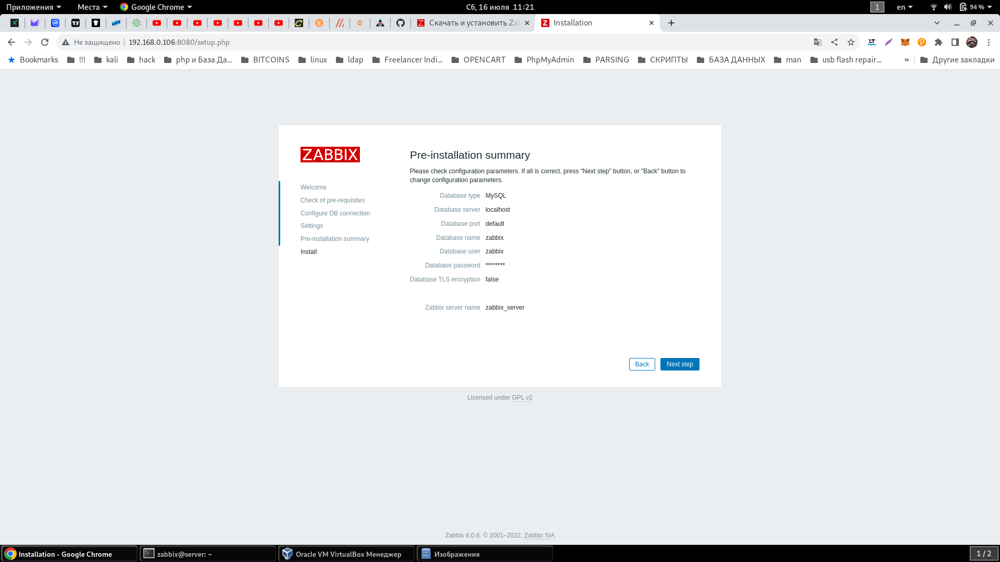 Приложения Места Google Chrome Сб, 16 июля 11:21 1 en 94 %
Скачать и установить Za Installation
Не защищено 192.168.0.106:8080/setup.php
Bookmarks !!! kali hack php и База Да... BITCOINS linux ldap Freelancer Indi... OPENCART PhpMyAdmin PARSING СКРИПТЫ БАЗА ДАННЫХ man usb flash repair... » Другие закладки
ZABBIX
Welcome
Check of pre-requisites
Configure DB connection
Settings
Pre-installation summary
Install
Pre-installation summary
Please check configuration parameters. If all is correct, press "Next step" button, or "Back" button to
change configuration parameters.
Database type MySQL
Database server localhost
Database port default
Database name zabbix
Database user zabbix
Database password ********
Database TLS encryption false
Zabbix server name zabbix_server
Back Next step
Licensed under GPL v2
Zabbix 6.0.6. © 2001–2022, Zabbix SIA
Installation - Google Chrome zabbix@server: ~ Oracle VM VirtualBox Менеджер Изображения 1 / 2